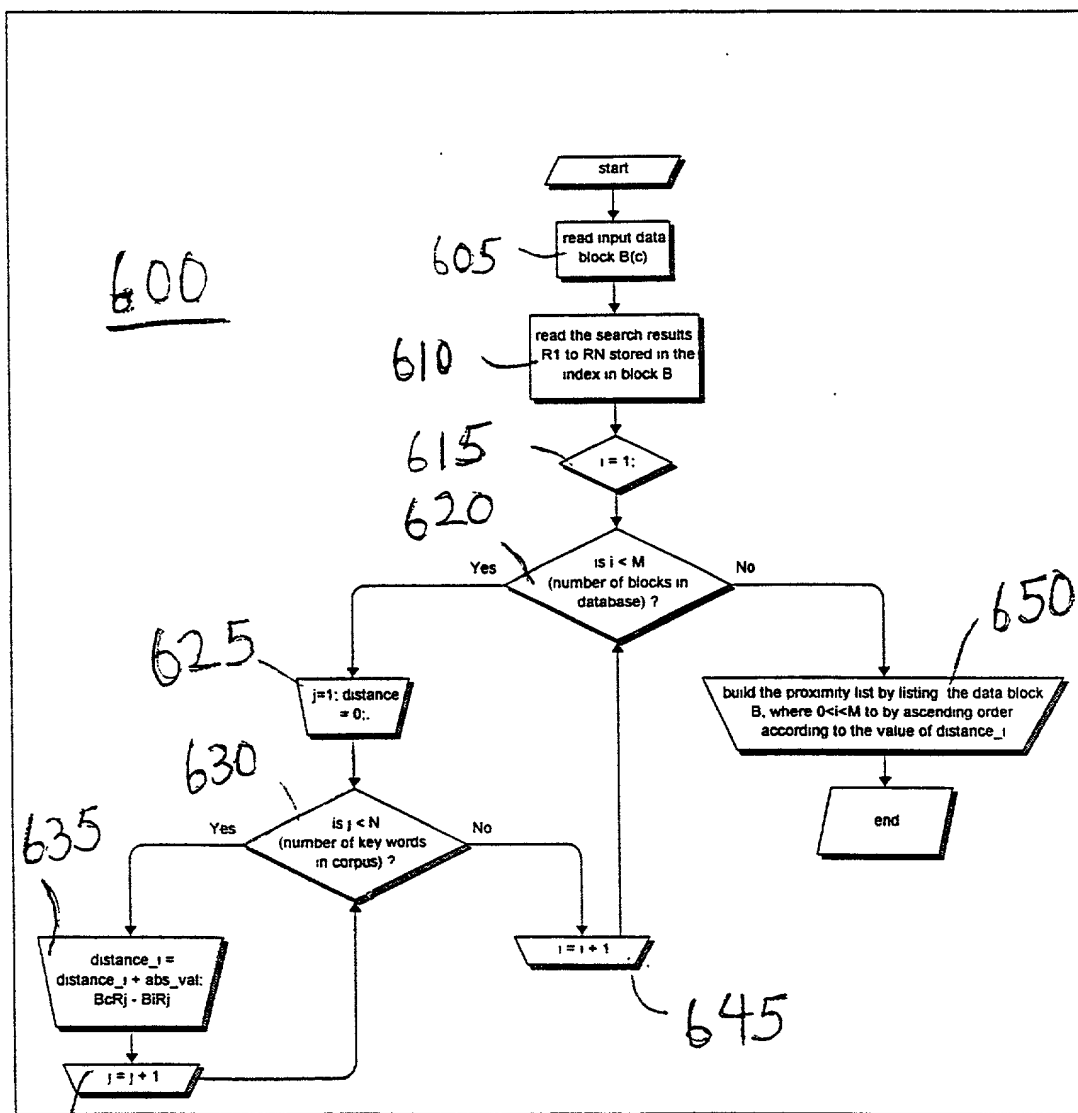 start
600
605
read input data
block B(c)
610
read the search results
R1 to RN stored in the
index in block B
615
i = 1;
620
Yes
is i < M
(number of blocks in
database) ?
No
625
j=1; distance
= 0;.
650
build the proximity list by listing the data block
B, where 0<i<M to by ascending order
according to the value of distance_i
630
Yes
is j < N
(number of key words
in corpus) ?
No
end
635
distance_i =
distance_i + abs_val:
BcRj - BiRj
i = i + 1
645
j = j + 1